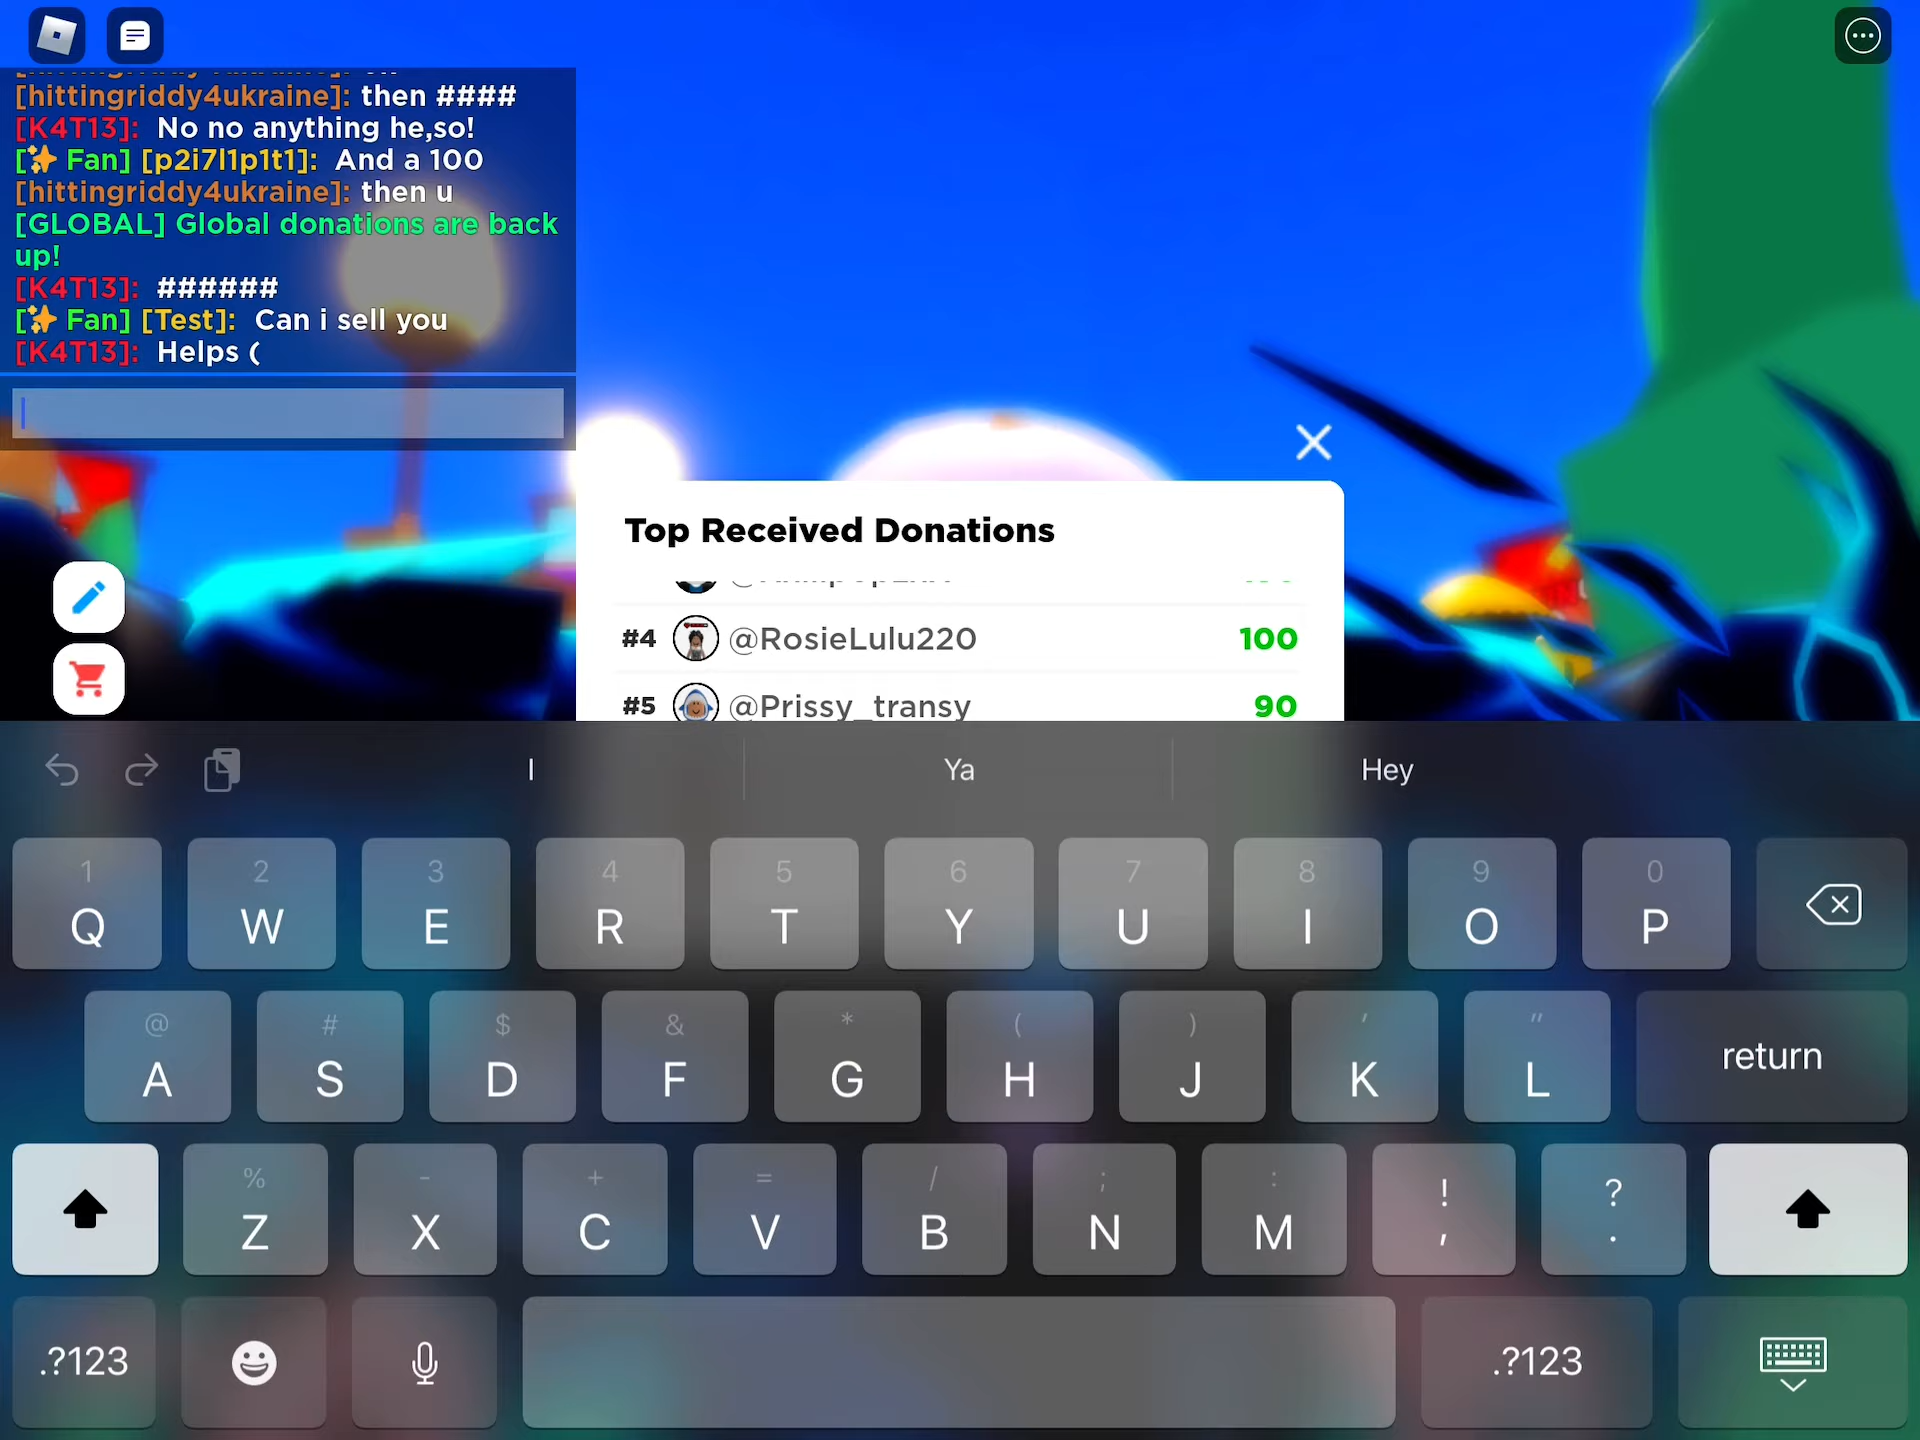 [hittingriddy4ukraine]: then ####
[K4T13]: No no anything he,so!
[✨ Fan] [p2i7l1p1t1]: And a 100
[hittingriddy4ukraine]: then u
[GLOBAL] Global donations are back
up!
[K4T13]: ######
[✨ Fan] [Test]: Can i sell you
[K4T13]: Helps (
Top Received Donations
#4 @RosieLulu220 100
#5 @Prissy_transy 90
I Ya Hey
1 2 3 4 5 6 7 8 9 0
Q W E R T Y U I O P
@ # $ & * ( ) ' "
A S D F G H J K L return
% - + = / ; : ! ?
Z X C V B N M , .
.?123 .?123